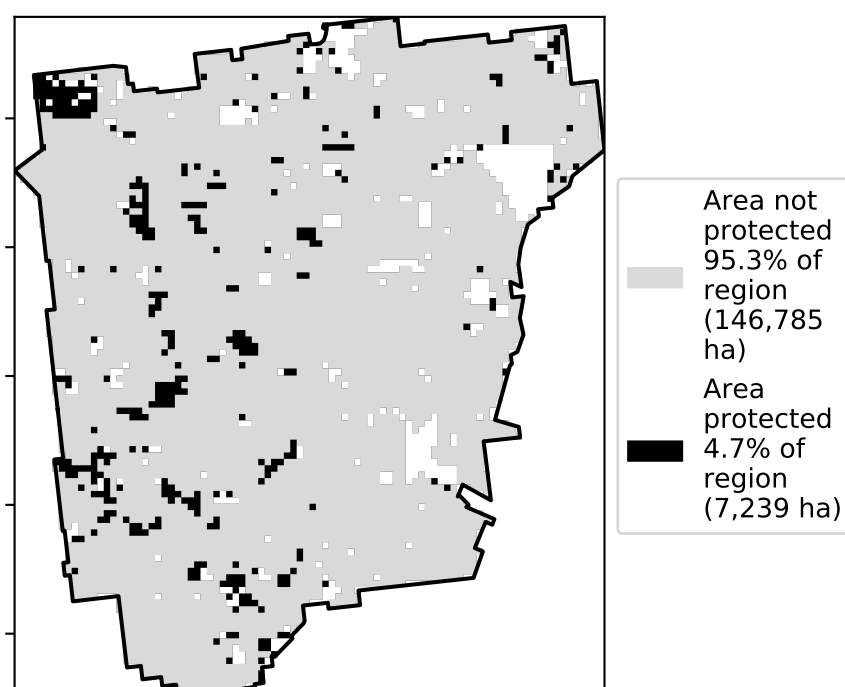 Area not
protected
95.3% of
region
(146,785
ha)
Area
protected
4.7% of
region
(7,239 ha)